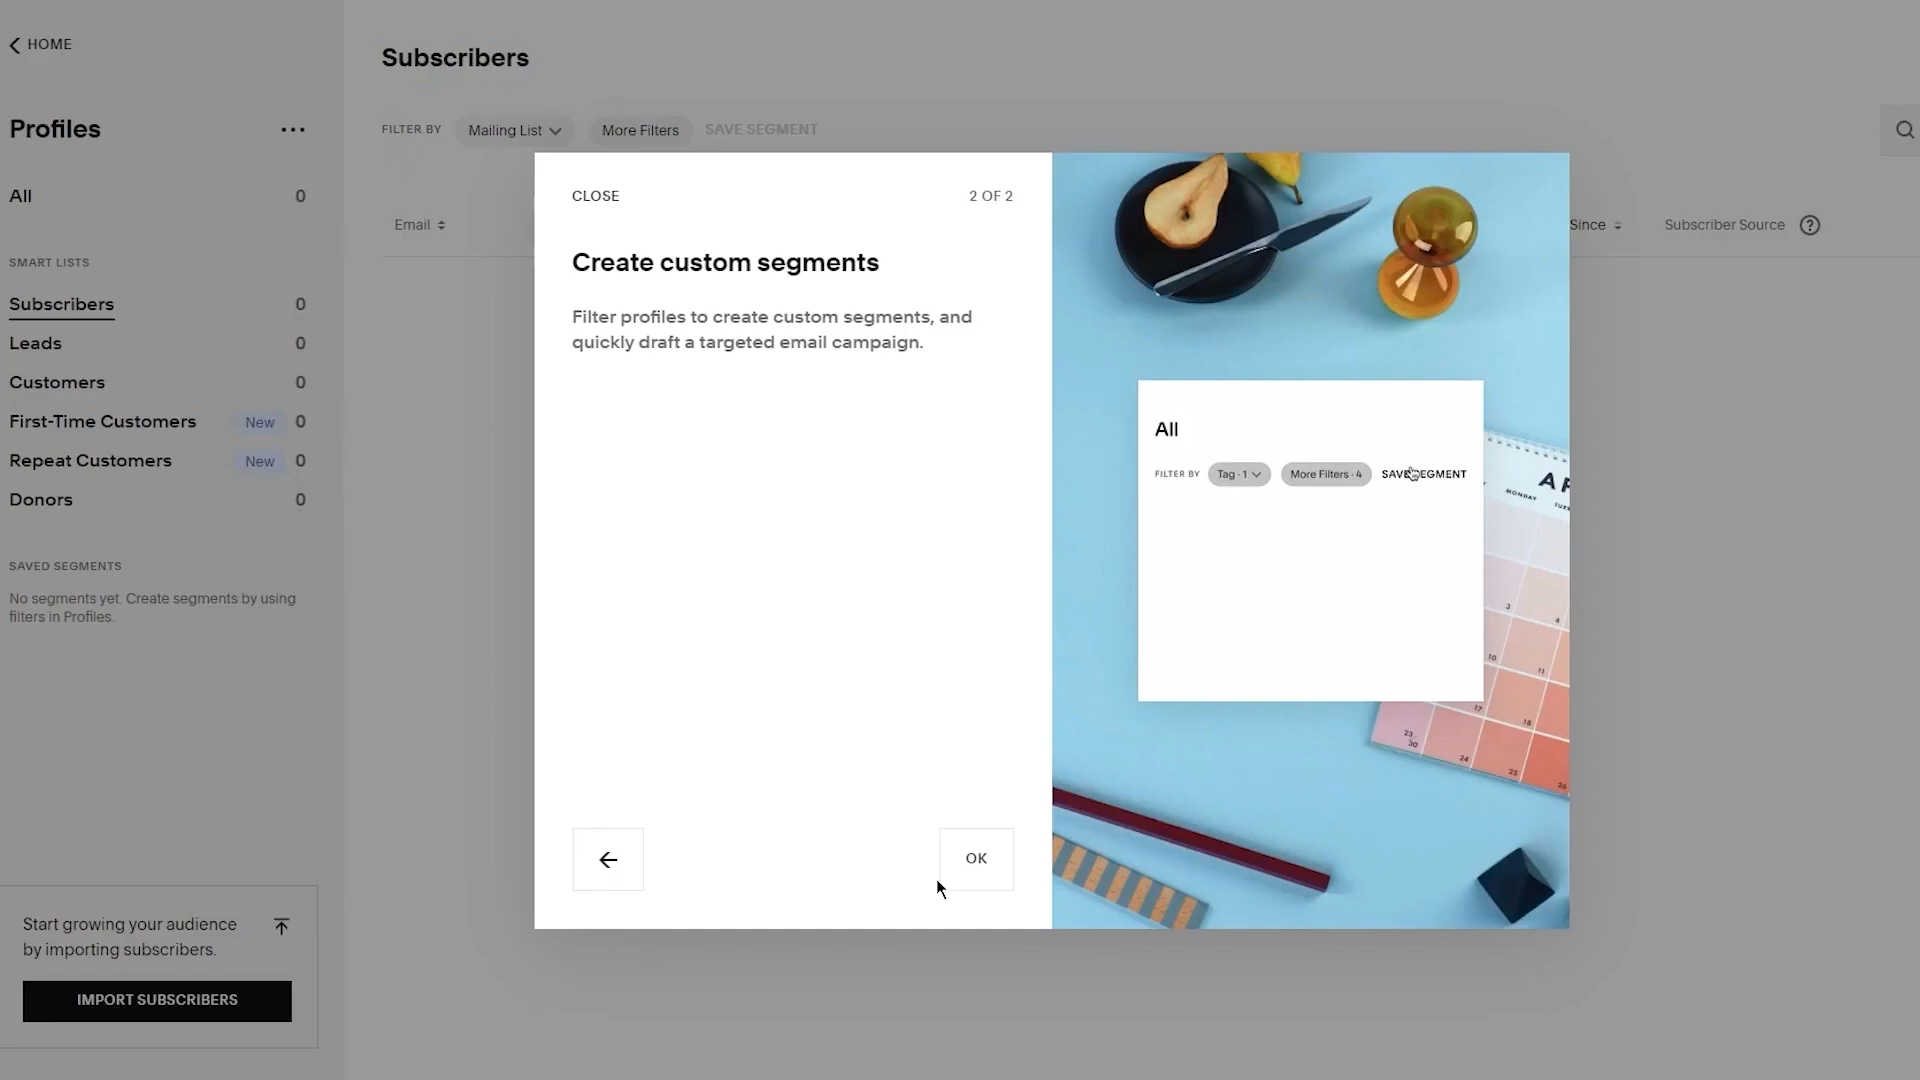 HOME
Profiles
All 0
SMART LISTS
Subscribers 0
Leads 0
Customers 0
First-Time Customers New 0
Repeat Customers New 0
Donors 0
SAVED SEGMENTS
No segments yet. Create segments by using
filters in Profiles.
Start growing your audience
by importing subscribers.
IMPORT SUBSCRIBERS
Subscribers
FILTER BY Mailing List More Filters SAVE SEGMENT
Email Since Subscriber Source ?
CLOSE 2 OF 2
Create custom segments
Filter profiles to create custom segments, and
quickly draft a targeted email campaign.
OK
All
FILTER BY Tag · 1 More Filters · 4 SAVE SEGMENT
AP
MONDAY
3 4
10 11
17 18
23 24 25 26
30